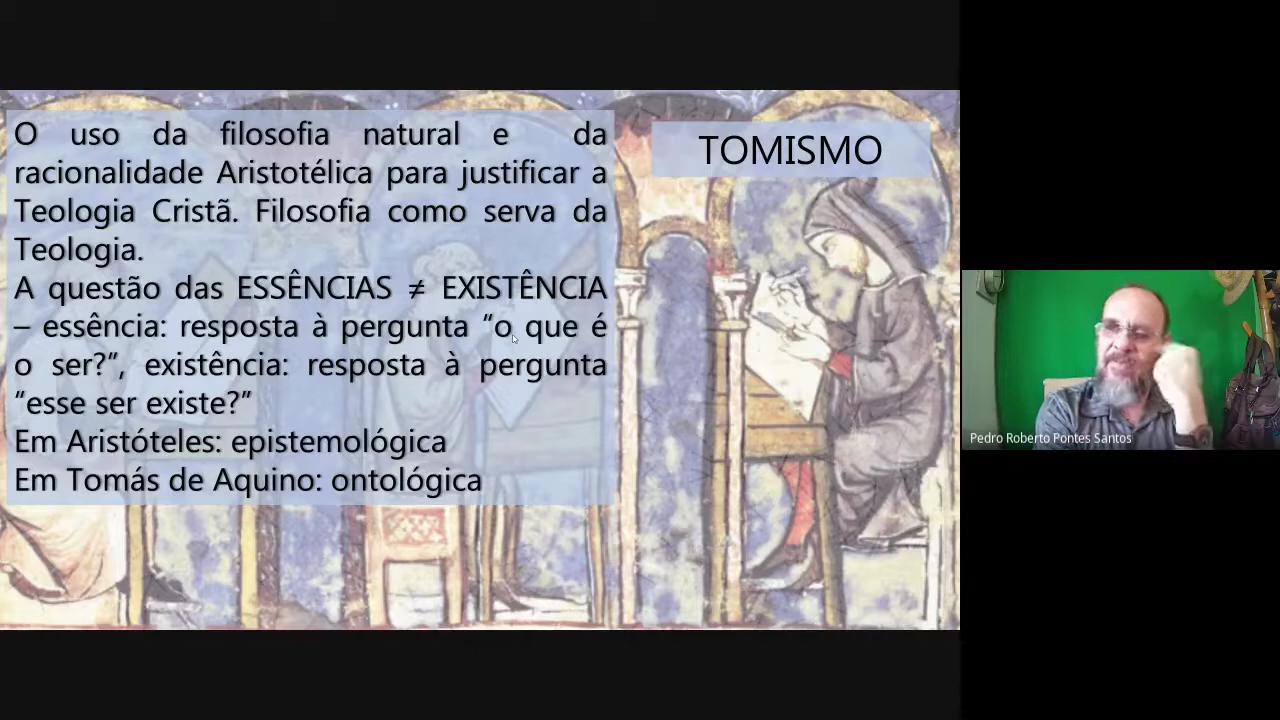 O uso da filosofia natural e da
racionalidade Aristotélica para justificar a
Teologia Cristã. Filosofia como serva da
Teologia.
A questão das ESSÊNCIAS ≠ EXISTÊNCIA
– essência: resposta à pergunta “o que é
o ser?”, existência: resposta à pergunta
“esse ser existe?”
Em Aristóteles: epistemológica
Em Tomás de Aquino: ontológica
TOMISMO
Pedro Roberto Pontes Santos